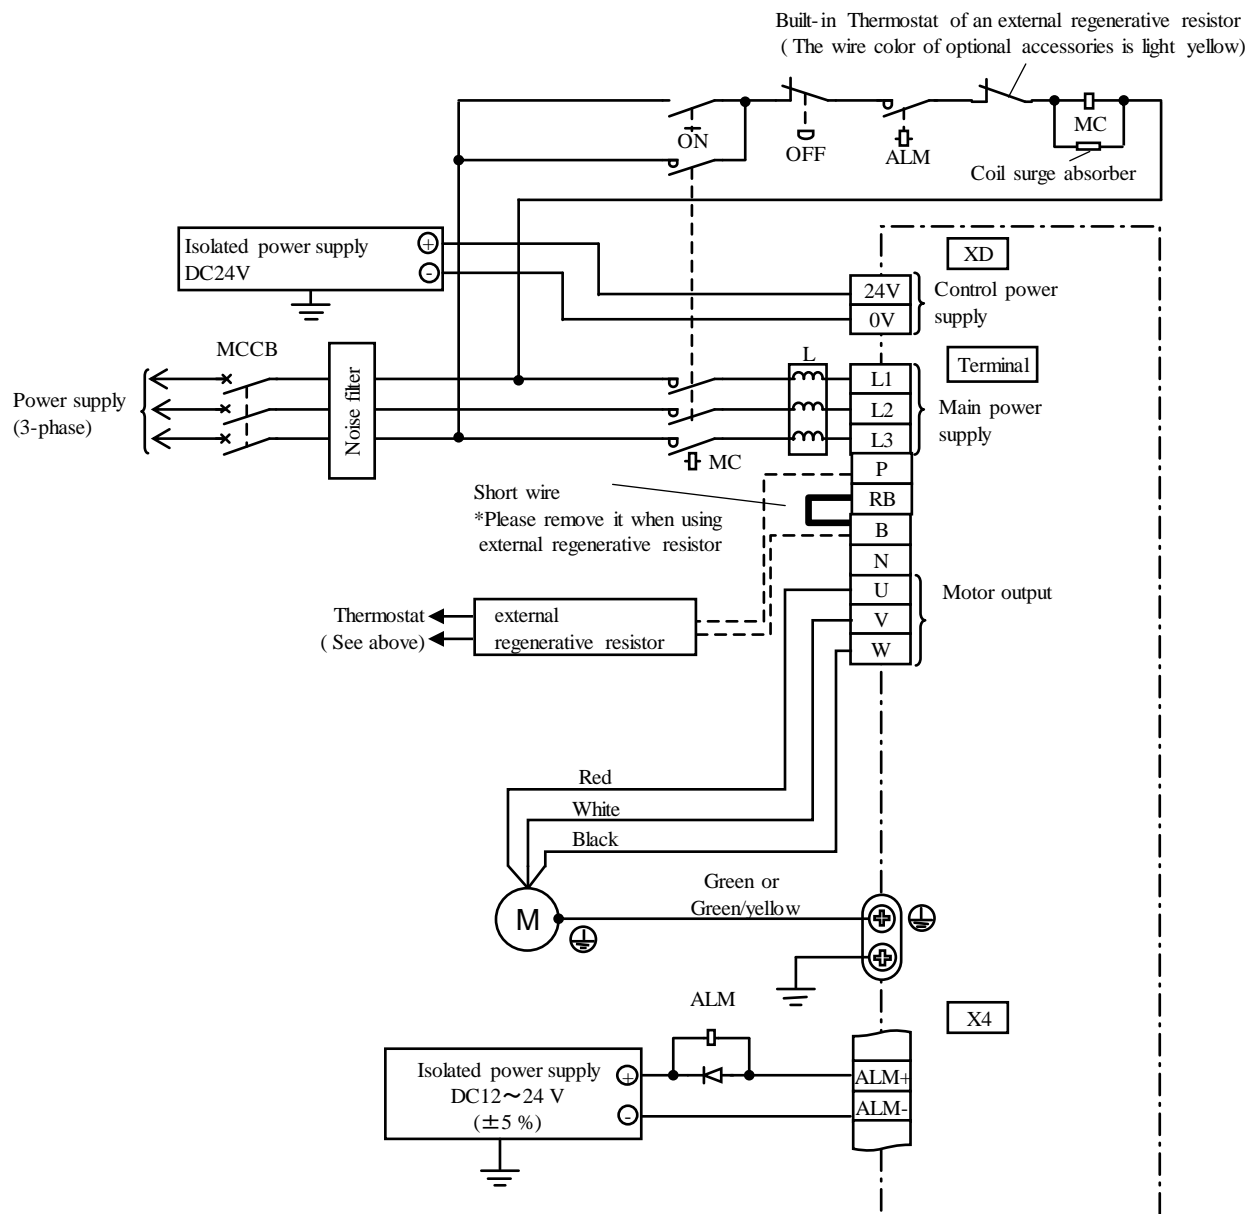 Built-in Thermostat of an external regenerative resistor
( The wire color of optional accessories is light yellow)
ON
OFF
ALM
MC
Coil surge absorber
Isolated power supply
DC24V
+
-
XD
24V
0V
Control power
supply
MCCB
Noise filter
L
Terminal
Power supply
(3-phase)
L1
L2
L3
Main power
supply
MC
P
RB
B
N
U
V
W
Short wire
*Please remove it when using
external regenerative resistor
Motor output
Thermostat
( See above)
external
regenerative resistor
Red
White
Black
Green or
Green/yellow
M
ALM
X4
Isolated power supply
DC12～24 V
(±5 %)
+
-
ALM+
ALM-